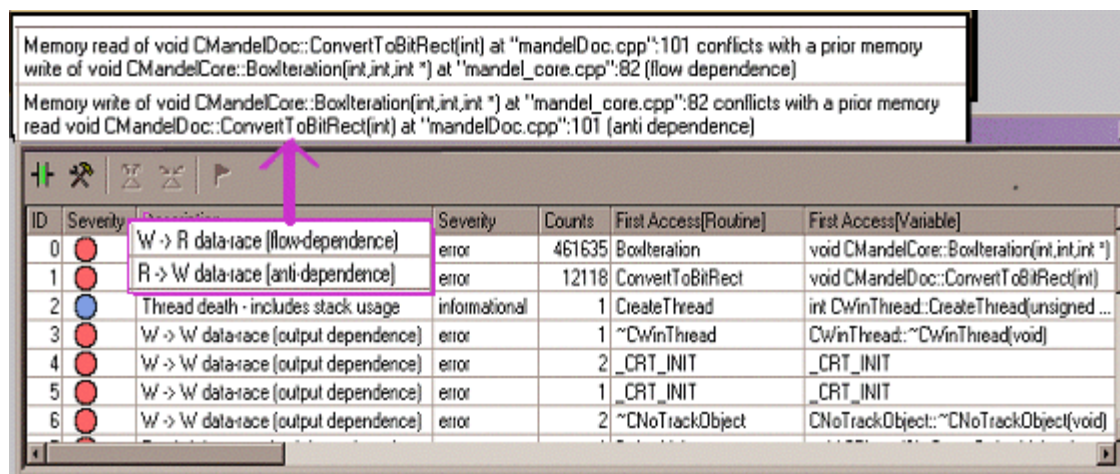 Memory read of void CMandelDoc::ConvertToBitRect(int) at "mandelDoc.cpp":101 conflicts with a prior memory
write of void CMandelCore::BoxIteration(int,int,int *) at "mandel_core.cpp":82 (flow dependence)
Memory write of void CMandelCore::BoxIteration(int,int,int *) at "mandel_core.cpp":82 conflicts with a prior memory
read void CMandelDoc::ConvertToBitRect(int) at "mandelDoc.cpp":101 (anti dependence)
ID Severity Description Severity Counts First Access[Routine] First Access[Variable]
0 W -> R data-race (flow-dependence) error 461635 BoxIteration void CMandelCore::BoxIteration(int,int,int *)
1 R -> W data-race (anti-dependence) error 12118 ConvertToBitRect void CMandelDoc::ConvertToBitRect(int)
2 Thread death - includes stack usage informational 1 CreateThread int CWinThread::CreateThread(unsigned ...
3 W -> W data-race (output dependence) error 1 ~CWinThread CWinThread::~CWinThread(void)
4 W -> W data-race (output dependence) error 2 _CRT_INIT _CRT_INIT
5 W -> W data-race (output dependence) error 1 _CRT_INIT _CRT_INIT
6 W -> W data-race (output dependence) error 2 ~CNoTrackObject CNoTrackObject::~CNoTrackObject(void)